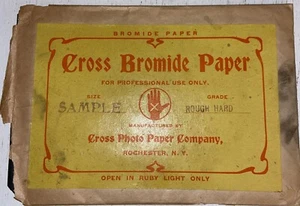 BROMIDE PAPER
Cross Bromide Paper
FOR PROFESSIONAL USE ONLY.
SIZE GRADE
SAMPLE ROUGH HARD
MANUFACTURED BY
Cross Photo Paper Company,
ROCHESTER, N. Y.
OPEN IN RUBY LIGHT ONLY